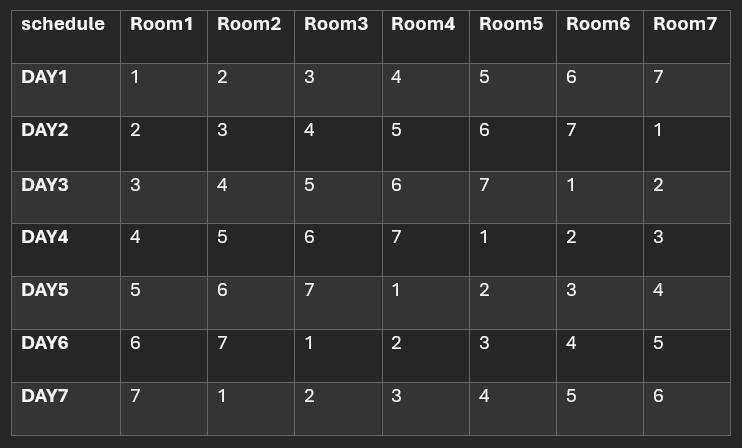 schedule Room1 Room2 Room3 Room4 Room5 Room6 Room7
DAY1 1 2 3 4 5 6 7
DAY2 2 3 4 5 6 7 1
DAY3 3 4 5 6 7 1 2
DAY4 4 5 6 7 1 2 3
DAY5 5 6 7 1 2 3 4
DAY6 6 7 1 2 3 4 5
DAY7 7 1 2 3 4 5 6